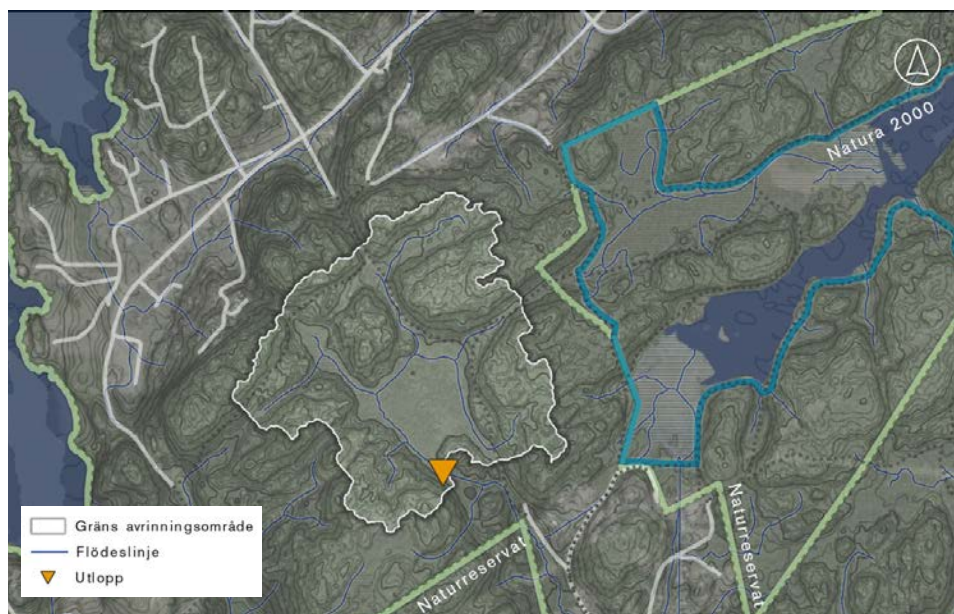 Natura 2000
Naturreservat
Naturreservat
Gräns avrinningsområde
Flödeslinje
Utlopp